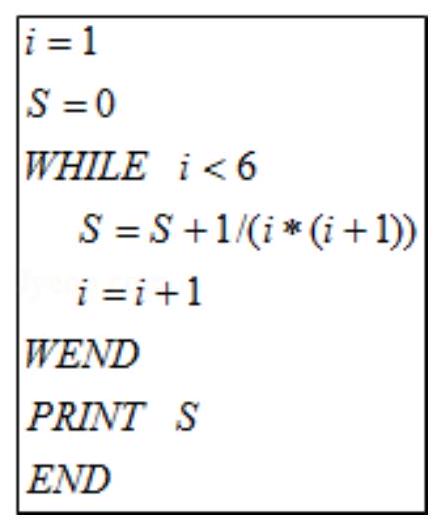 i = 1
S = 0
WHILE i < 6
S = S + 1/(i * (i + 1))
i = i + 1
WEND
PRINT S
END